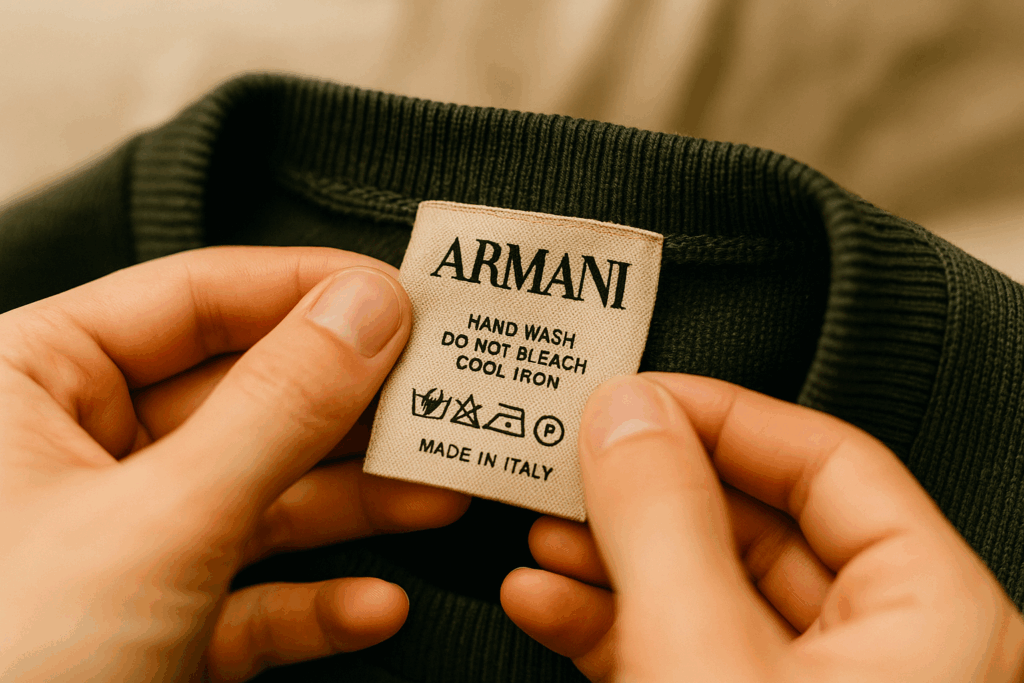 ARMANI
HAND WASH
DO NOT BLEACH
COOL IRON
P
MADE IN ITALY